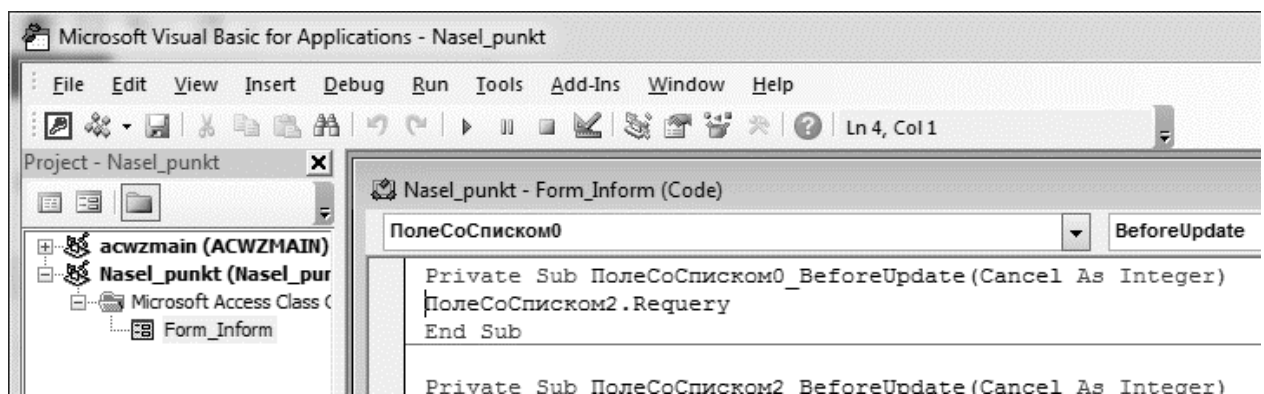 Microsoft Visual Basic for Applications - Nasel_punkt
File Edit View Insert Debug Run Tools Add-Ins Window Help
Ln 4, Col 1
Project - Nasel_punkt
acwzmain (ACWZMAIN)
Nasel_punkt (Nasel_pur
Microsoft Access Class C
Form_Inform
Nasel_punkt - Form_Inform (Code)
ПолеСоСписком0 BeforeUpdate
Private Sub ПолеСоСписком0_BeforeUpdate(Cancel As Integer)
ПолеСоСписком2.Requery
End Sub
Private Sub ПолеСоСписком2_BeforeUpdate(Cancel As Integer)